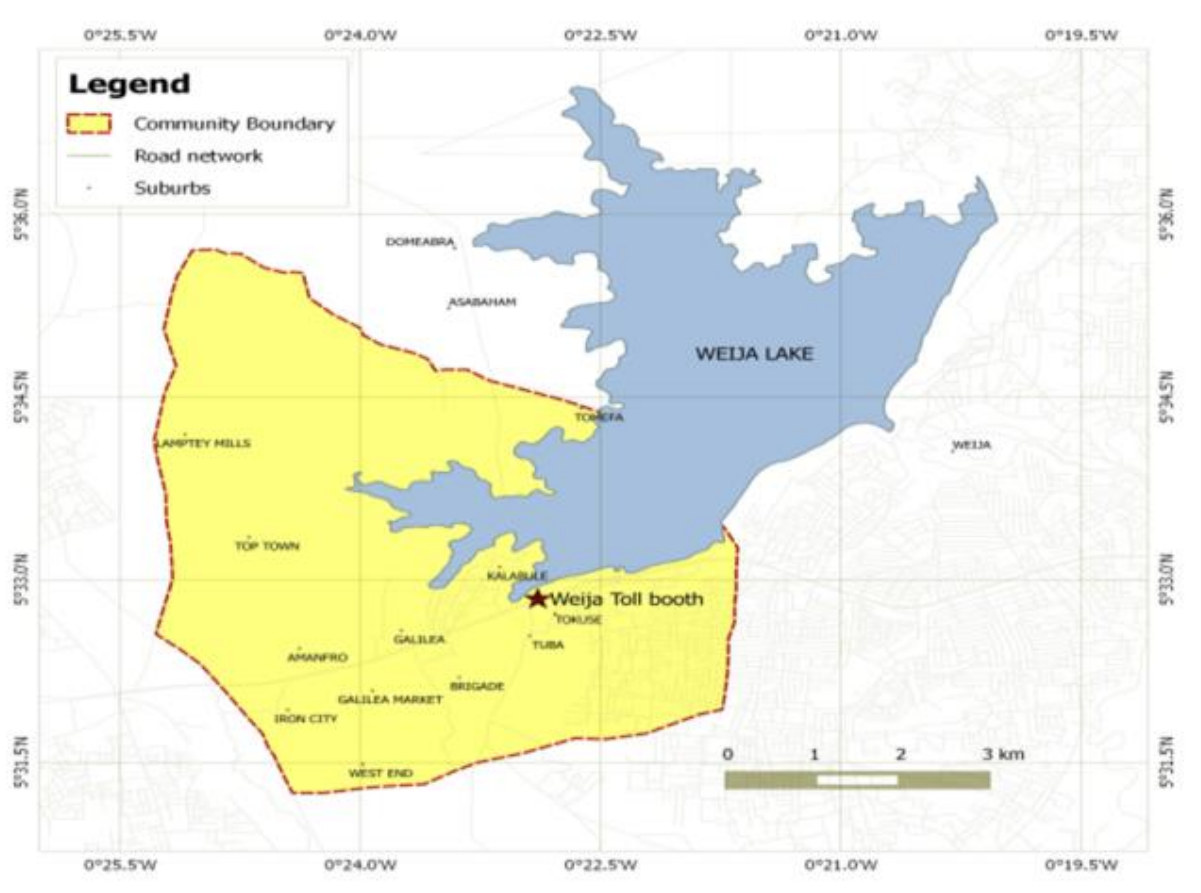 0°25.5'W 0°24.0'W 0°22.5'W 0°21.0'W 0°19.5'W
Legend
Community Boundary
Road network
Suburbs
5°36.0'N 5°36.0'N
DOMEABRA
ASABAHAM
WEIJA LAKE
5°34.5'N 5°34.5'N
TOMEFA
LAMPTEY MILLS
WEIJA
TOP TOWN
KALABULE
5°33.0'N 5°33.0'N
Weija Toll booth
TOKUSE
GALILEA
TUBA
AMANFRO
BRIGADE
GALILEA MARKET
IRON CITY
0 1 2 3 km
5°31.5'N 5°31.5'N
WEST END
0°25.5'W 0°24.0'W 0°22.5'W 0°21.0'W 0°19.5'W